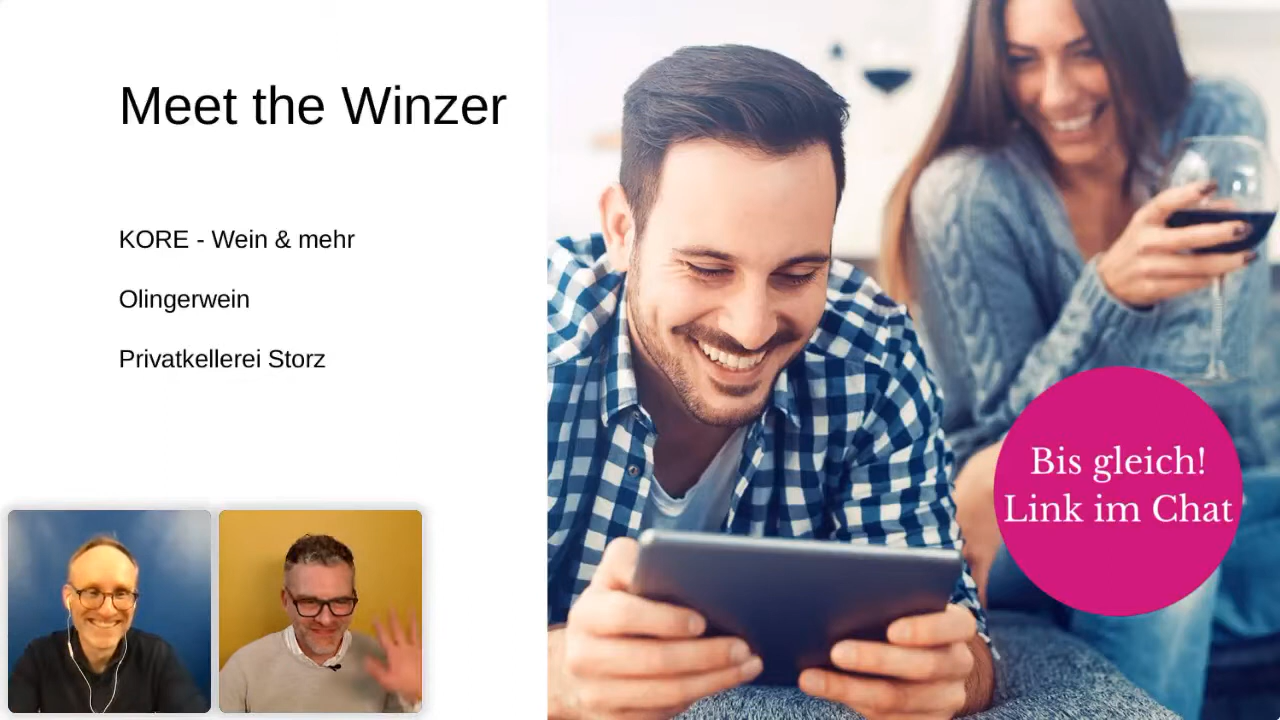 Meet the Winzer
KORE - Wein & mehr
Olingerwein
Privatkellerei Storz
Bis gleich!
Link im Chat